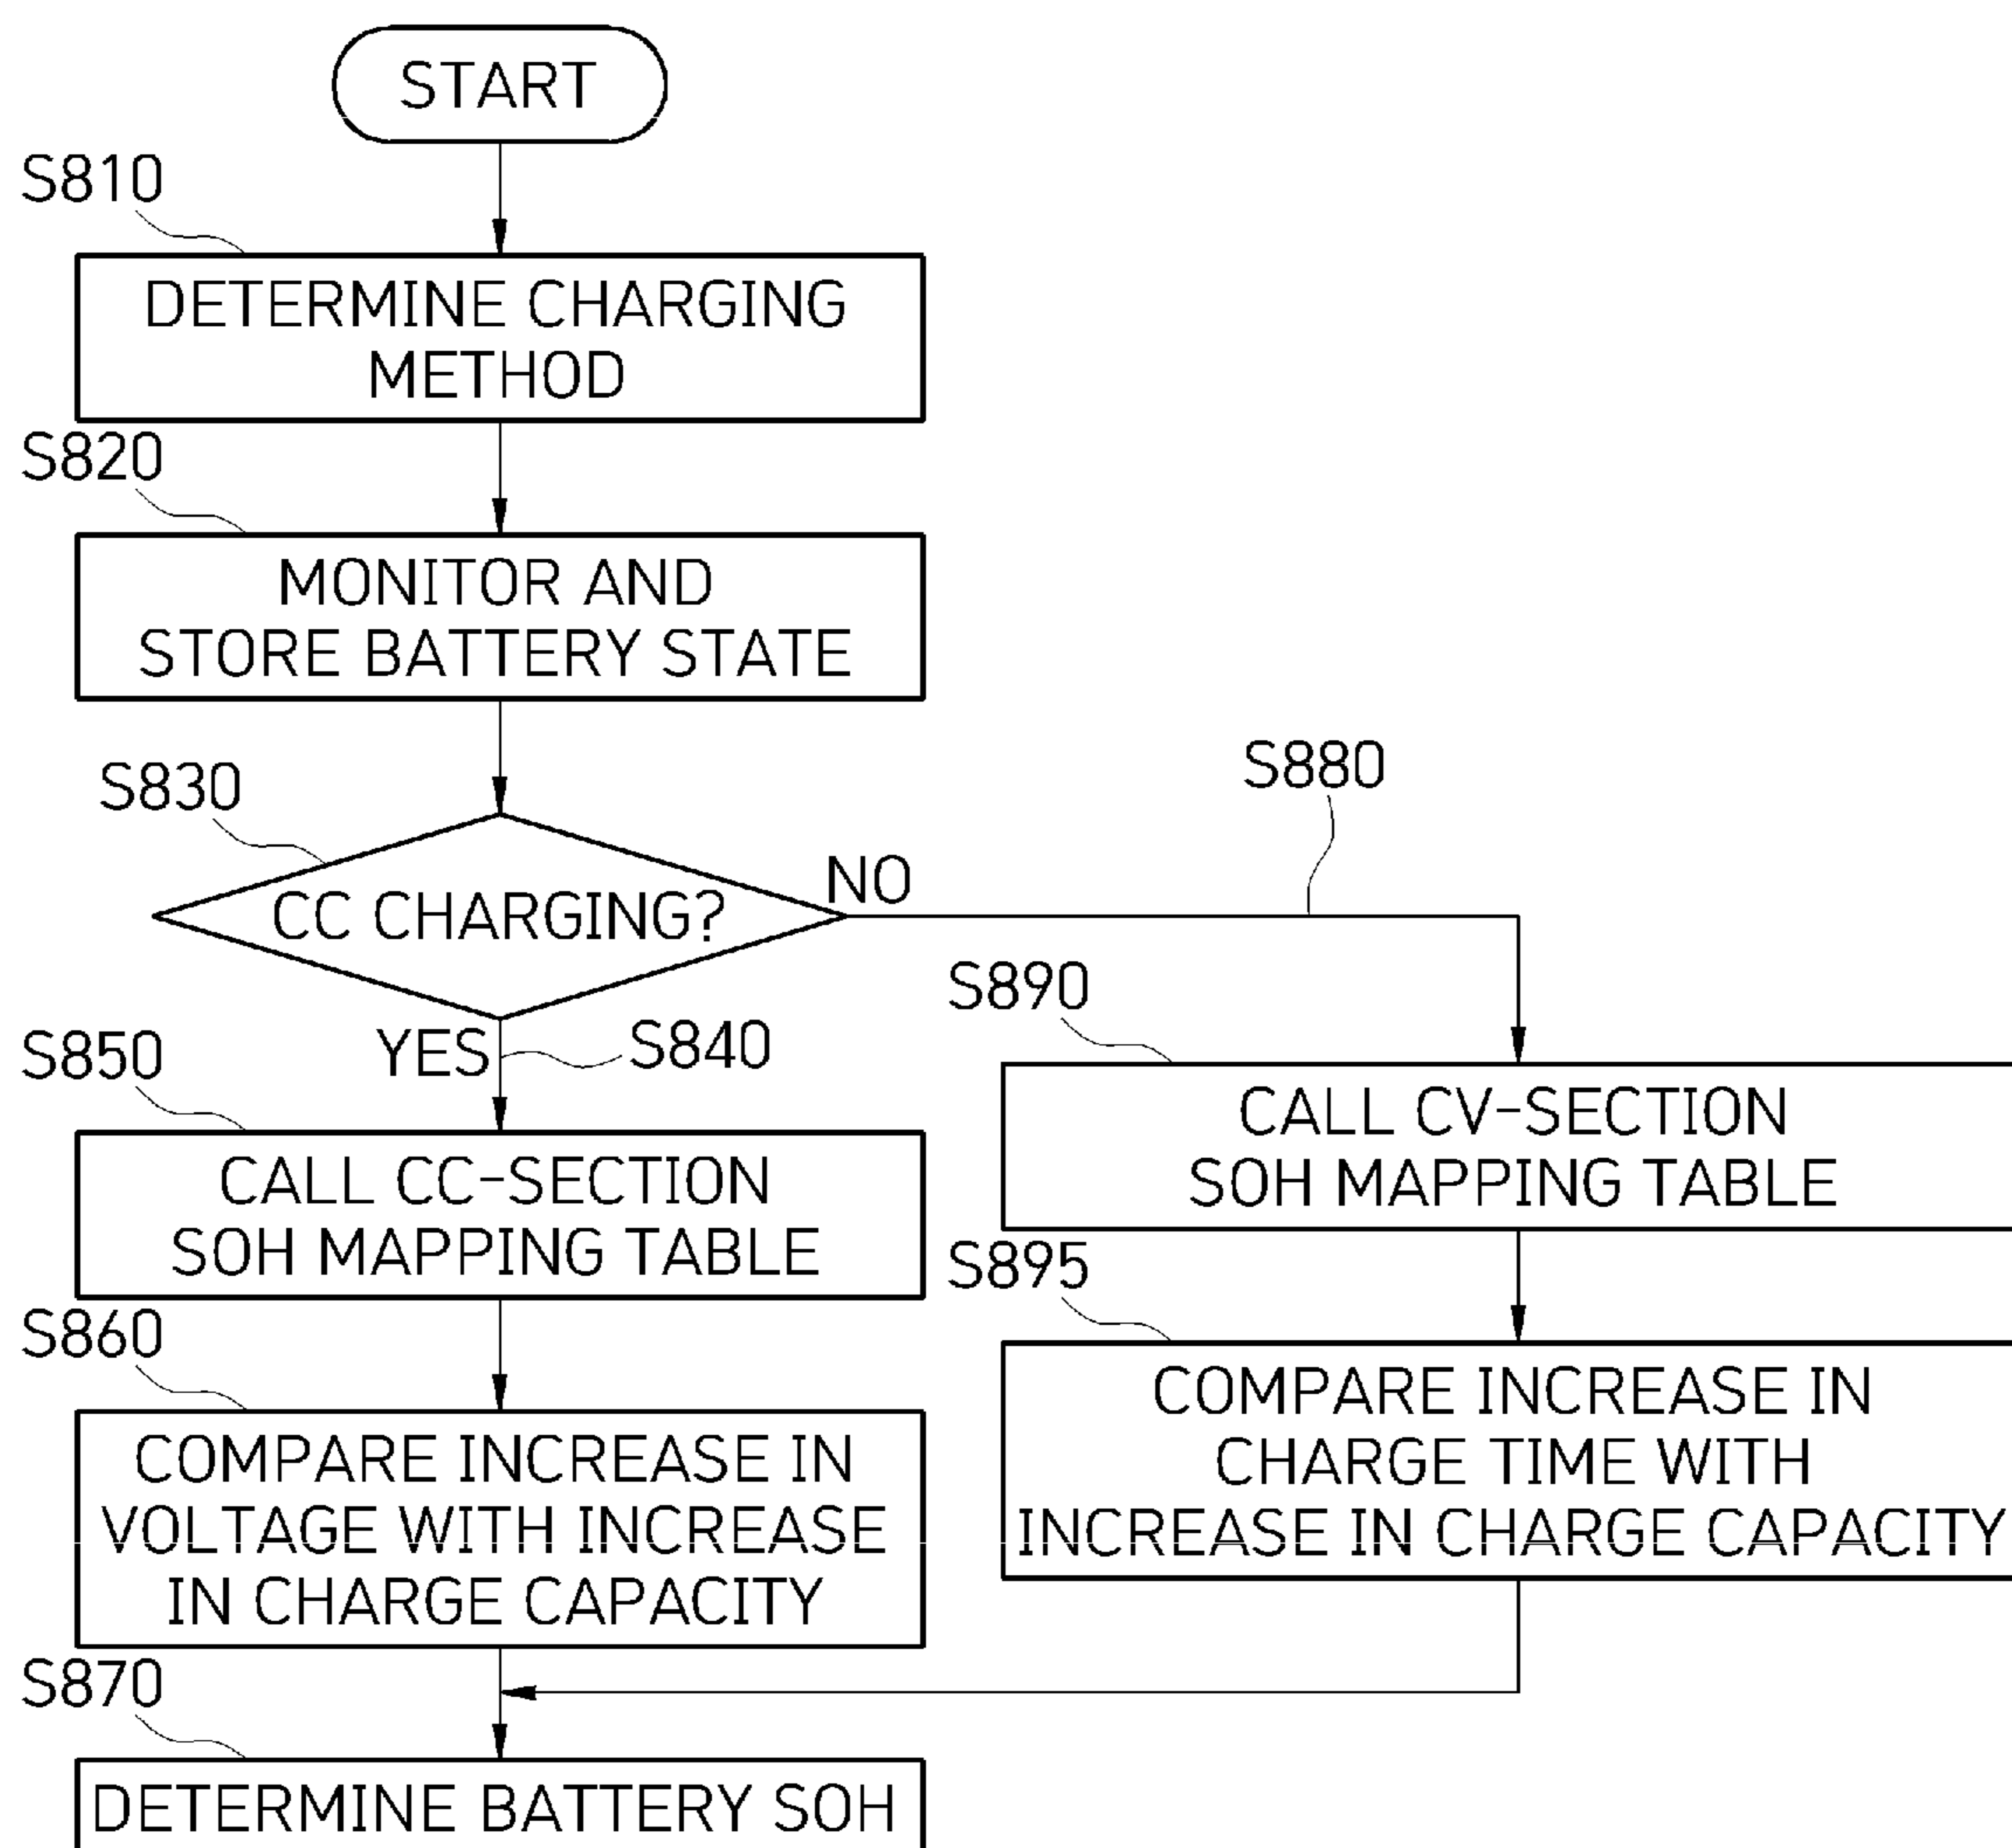 START
S810
DETERMINE CHARGING
METHOD
S820
MONITOR AND
STORE BATTERY STATE
S830
CC CHARGING?
NO
S880
YES
S840
S850
CALL CC-SECTION
SOH MAPPING TABLE
S890
CALL CV-SECTION
SOH MAPPING TABLE
S860
COMPARE INCREASE IN
VOLTAGE WITH INCREASE
IN CHARGE CAPACITY
S895
COMPARE INCREASE IN
CHARGE TIME WITH
INCREASE IN CHARGE CAPACITY
S870
DETERMINE BATTERY SOH